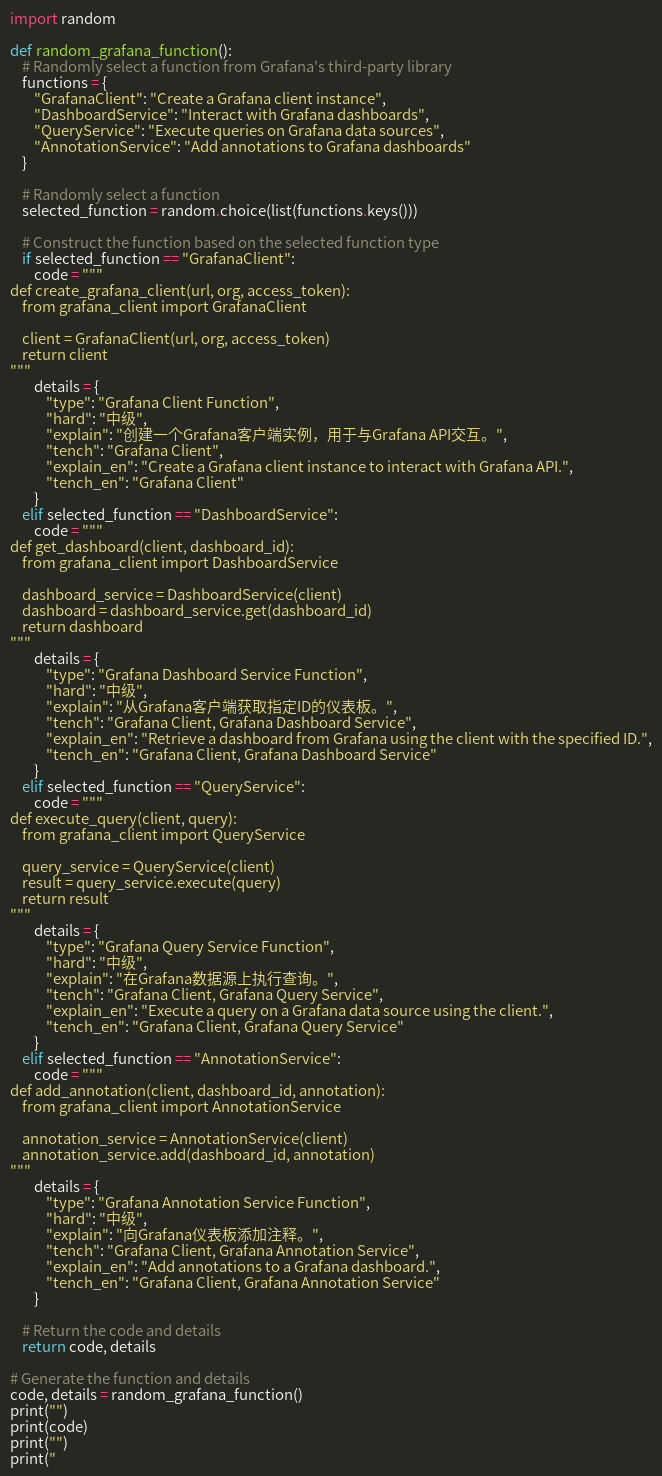 import random

def random_grafana_function():
    # Randomly select a function from Grafana's third-party library
    functions = {
        "GrafanaClient": "Create a Grafana client instance",
        "DashboardService": "Interact with Grafana dashboards",
        "QueryService": "Execute queries on Grafana data sources",
        "AnnotationService": "Add annotations to Grafana dashboards"
    }

    # Randomly select a function
    selected_function = random.choice(list(functions.keys()))

    # Construct the function based on the selected function type
    if selected_function == "GrafanaClient":
        code = """
def create_grafana_client(url, org, access_token):
    from grafana_client import GrafanaClient

    client = GrafanaClient(url, org, access_token)
    return client
"""
        details = {
            "type": "Grafana Client Function",
            "hard": "中级",
            "explain": "创建一个Grafana客户端实例，用于与Grafana API交互。",
            "tench": "Grafana Client",
            "explain_en": "Create a Grafana client instance to interact with Grafana API.",
            "tench_en": "Grafana Client"
        }
    elif selected_function == "DashboardService":
        code = """
def get_dashboard(client, dashboard_id):
    from grafana_client import DashboardService

    dashboard_service = DashboardService(client)
    dashboard = dashboard_service.get(dashboard_id)
    return dashboard
"""
        details = {
            "type": "Grafana Dashboard Service Function",
            "hard": "中级",
            "explain": "从Grafana客户端获取指定ID的仪表板。",
            "tench": "Grafana Client, Grafana Dashboard Service",
            "explain_en": "Retrieve a dashboard from Grafana using the client with the specified ID.",
            "tench_en": "Grafana Client, Grafana Dashboard Service"
        }
    elif selected_function == "QueryService":
        code = """
def execute_query(client, query):
    from grafana_client import QueryService

    query_service = QueryService(client)
    result = query_service.execute(query)
    return result
"""
        details = {
            "type": "Grafana Query Service Function",
            "hard": "中级",
            "explain": "在Grafana数据源上执行查询。",
            "tench": "Grafana Client, Grafana Query Service",
            "explain_en": "Execute a query on a Grafana data source using the client.",
            "tench_en": "Grafana Client, Grafana Query Service"
        }
    elif selected_function == "AnnotationService":
        code = """
def add_annotation(client, dashboard_id, annotation):
    from grafana_client import AnnotationService

    annotation_service = AnnotationService(client)
    annotation_service.add(dashboard_id, annotation)
"""
        details = {
            "type": "Grafana Annotation Service Function",
            "hard": "中级",
            "explain": "向Grafana仪表板添加注释。",
            "tench": "Grafana Client, Grafana Annotation Service",
            "explain_en": "Add annotations to a Grafana dashboard.",
            "tench_en": "Grafana Client, Grafana Annotation Service"
        }

    # Return the code and details
    return code, details

# Generate the function and details
code, details = random_grafana_function()
print("")
print(code)
print("")
print("